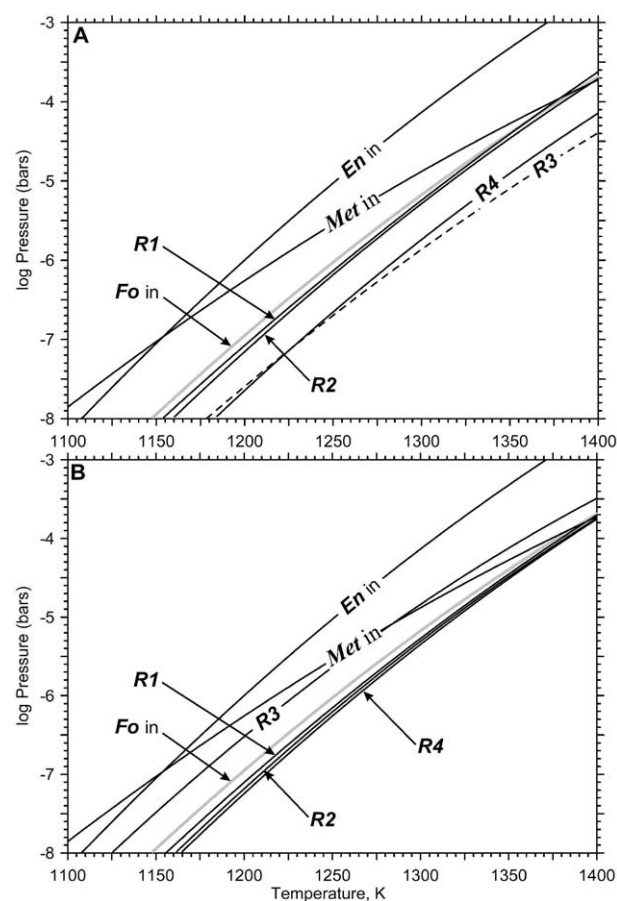 A
-3
-4
-5
-6
-7
-8
log Pressure (bars)
En in
Met in
R4
R3
R1
Fo in
R2
1100 1150 1200 1250 1300 1350 1400
B
-3
-4
-5
-6
-7
-8
log Pressure (bars)
En in
Met in
R3
R1
Fo in
R4
R2
1100 1150 1200 1250 1300 1350 1400
Temperature, K